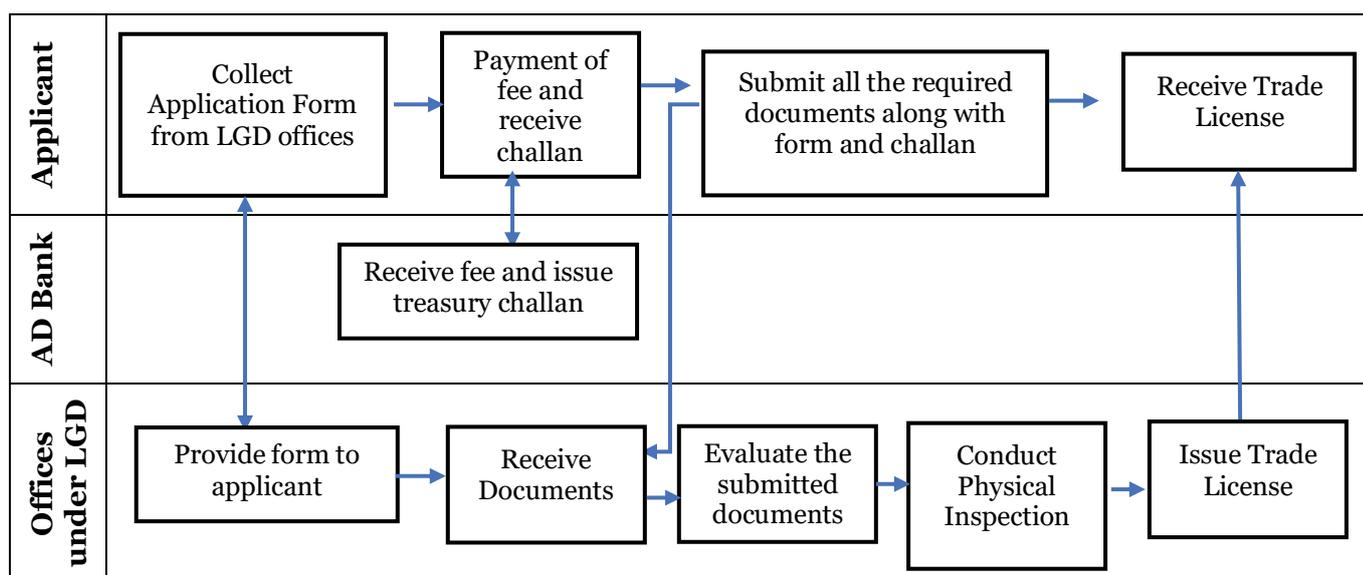 Applicant
Collect
Application Form
from LGD offices
Payment of
fee and
receive
challan
Submit all the required
documents along with
form and challan
Receive Trade
License
AD Bank
Receive fee and issue
treasury challan
Offices
under LGD
Provide form to
applicant
Receive
Documents
Evaluate the
submitted
documents
Conduct
Physical
Inspection
Issue Trade
License